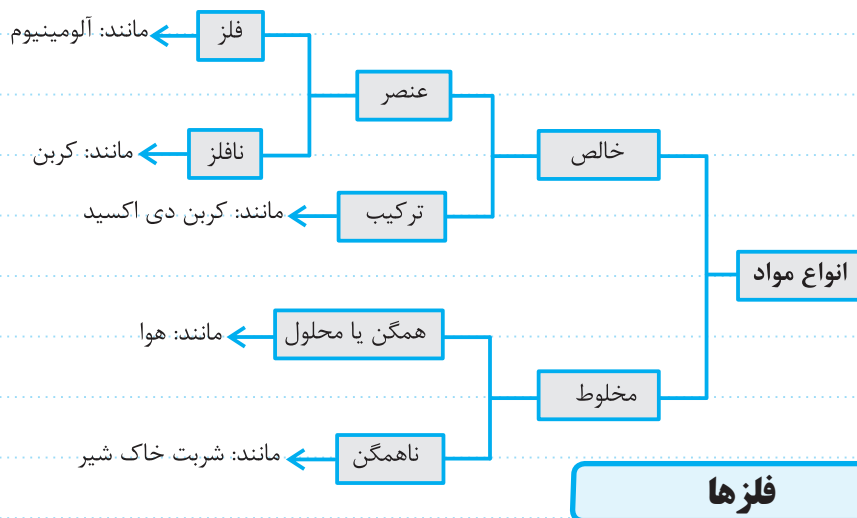 فلز
مانند: آلومینیوم
عنصر
نافلز
مانند: کربن
خالص
ترکیب
مانند: کربن دی اکسید
انواع مواد
همگن یا محلول
مانند: هوا
مخلوط
ناهمگن
مانند: شربت خاک شیر
فلزها